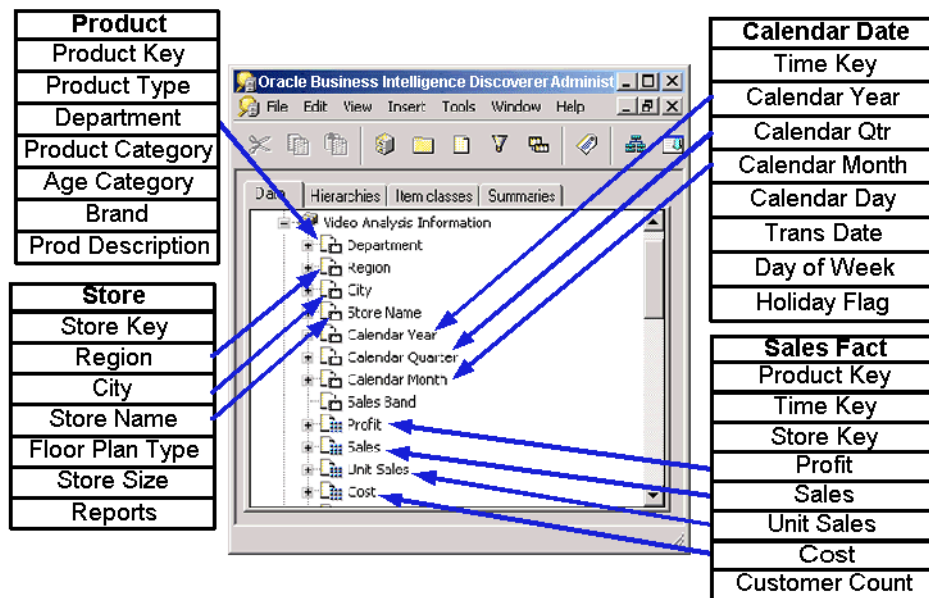 Product
Product Key
Product Type
Department
Product Category
Age Category
Brand
Prod Description
Store
Store Key
Region
City
Store Name
Floor Plan Type
Store Size
Reports
Oracle Business Intelligence Discoverer Administ
File Edit View Insert Tools Window Help
Data Hierarchies Item classes Summaries
Video Analysis Information
Department
Region
City
Store Name
Calendar Year
Calendar Quarter
Calendar Month
Sales Band
Profit
Sales
Unit Sales
Cost
Calendar Date
Time Key
Calendar Year
Calendar Qtr
Calendar Month
Calendar Day
Trans Date
Day of Week
Holiday Flag
Sales Fact
Product Key
Time Key
Store Key
Profit
Sales
Unit Sales
Cost
Customer Count